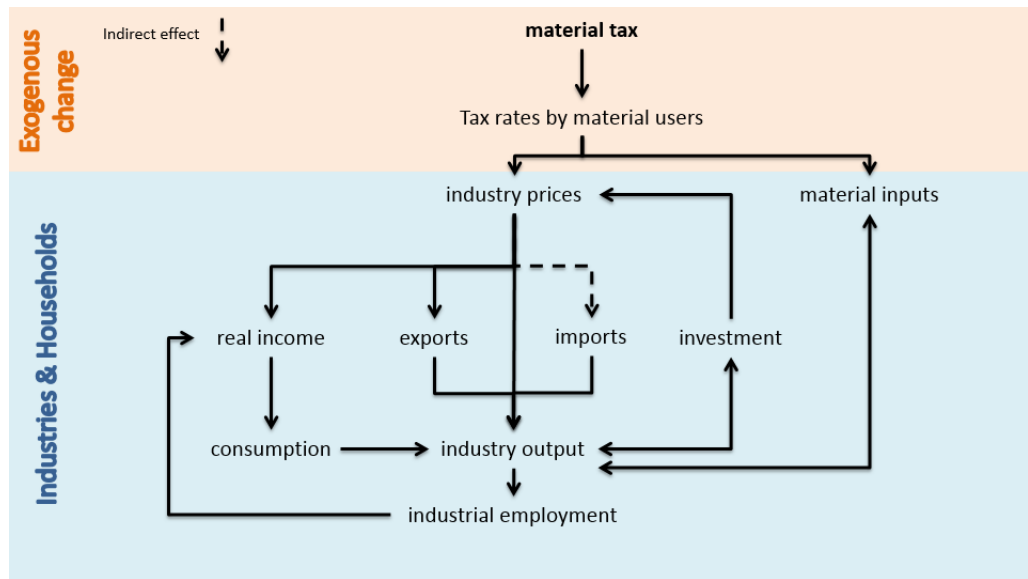 Indirect effect
material tax
Exogenous
change
Tax rates by material users
industry prices
material inputs
Industries & Households
real income
exports
imports
investment
consumption
industry output
industrial employment